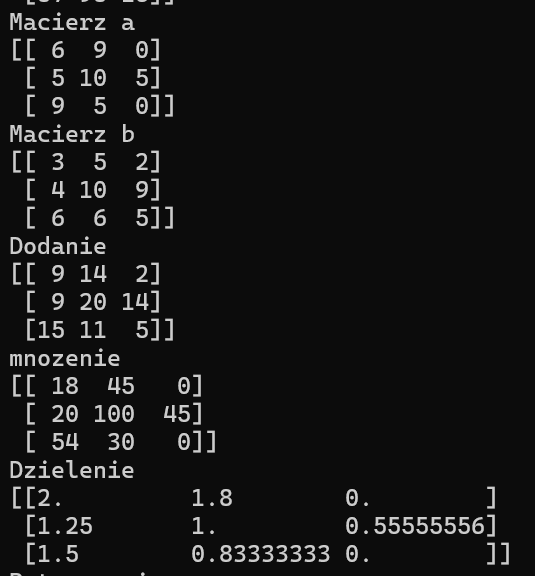 Macierz a
[[ 6  9  0]
 [ 5 10  5]
 [ 9  5  0]]
Macierz b
[[ 3  5  2]
 [ 4 10  9]
 [ 6  6  5]]
Dodanie
[[ 9 14  2]
 [ 9 20 14]
 [15 11  5]]
mnozenie
[[ 18  45   0]
 [ 20 100  45]
 [ 54  30   0]]
Dzielenie
[[2.         1.8        0.        ]
 [1.25       1.         0.55555556]
 [1.5        0.83333333 0.        ]]